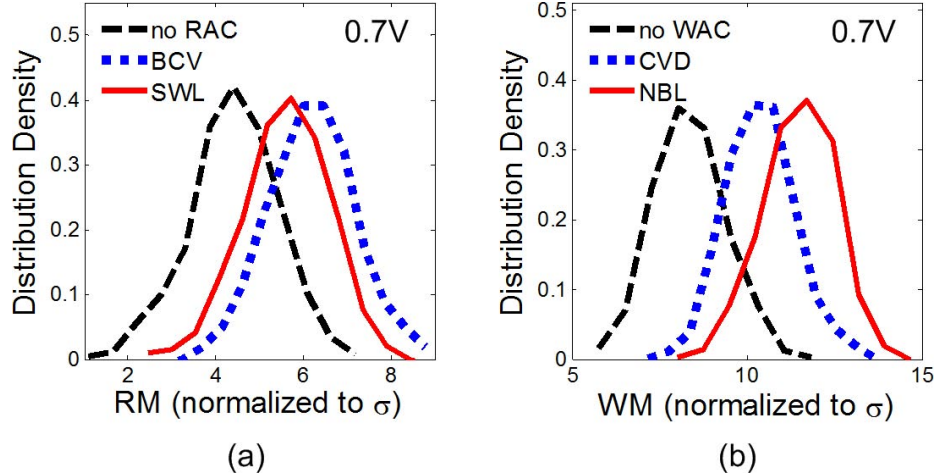 0.5
0.4
0.3
0.2
0.1
0
Distribution Density
no RAC
BCV
SWL
0.7V
2 4 6 8
RM (normalized to σ)
(a)
0.5
0.4
0.3
0.2
0.1
0
Distribution Density
no WAC
CVD
NBL
0.7V
5 10 15
WM (normalized to σ)
(b)